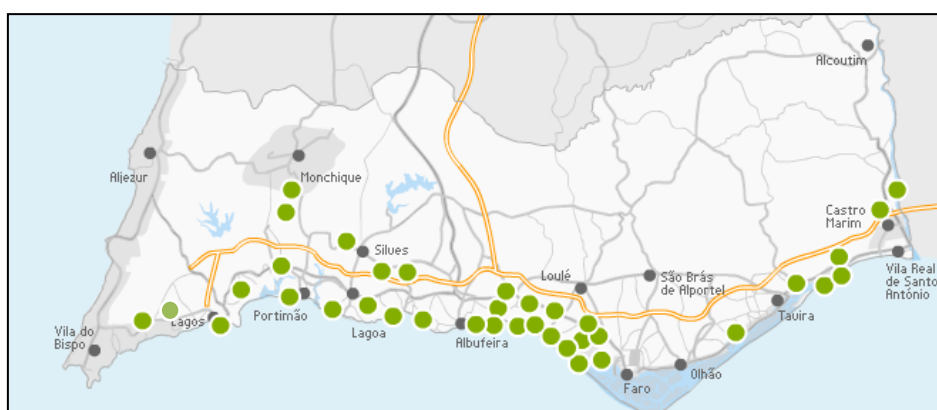 Alcoutim
Aljezur
Monchique
Castro
Marim
Silves
Loulé
São Brás
de Alportel
Vila Real
de Santo
António
Lagos
Portimão
Tavira
Vila do
Bispo
Lagoa
Albufeira
Olhão
Faro